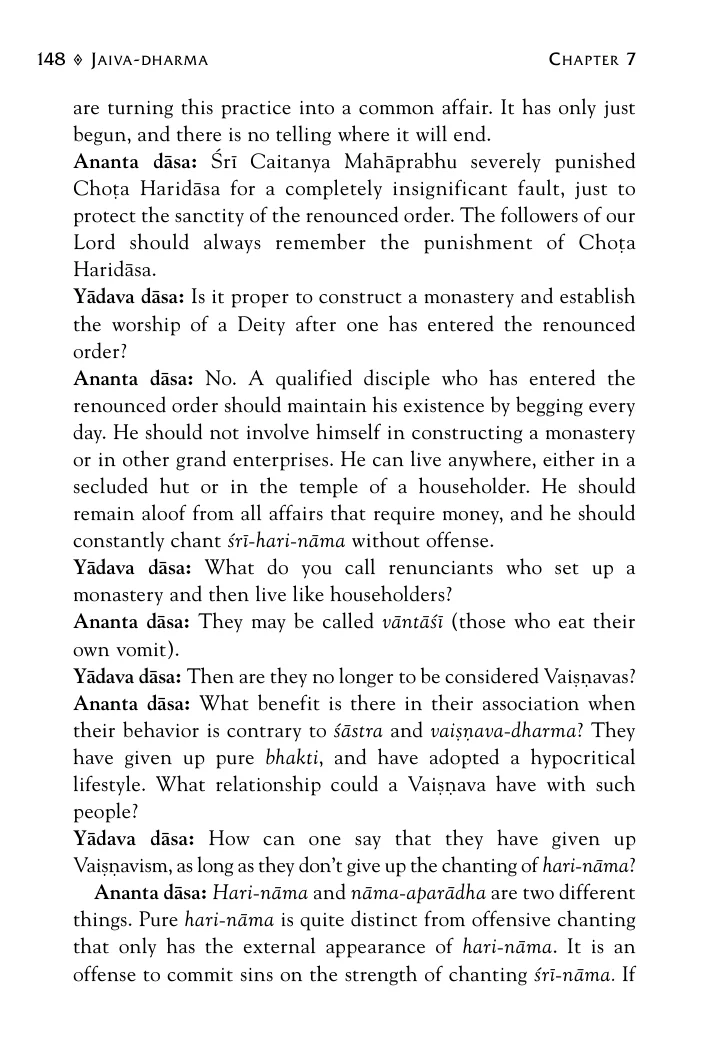 148 ◈ JAIVA-DHARMA CHAPTER 7
are turning this practice into a common affair. It has only just
begun, and there is no telling where it will end.
Ananta dāsa: Śrī Caitanya Mahāprabhu severely punished
Choṭa Haridāsa for a completely insignificant fault, just to
protect the sanctity of the renounced order. The followers of our
Lord should always remember the punishment of Choṭa
Haridāsa.
Yādava dāsa: Is it proper to construct a monastery and establish
the worship of a Deity after one has entered the renounced
order?
Ananta dāsa: No. A qualified disciple who has entered the
renounced order should maintain his existence by begging every
day. He should not involve himself in constructing a monastery
or in other grand enterprises. He can live anywhere, either in a
secluded hut or in the temple of a householder. He should
remain aloof from all affairs that require money, and he should
constantly chant śrī-hari-nāma without offense.
Yādava dāsa: What do you call renunciants who set up a
monastery and then live like householders?
Ananta dāsa: They may be called vāntāśī (those who eat their
own vomit).
Yādava dāsa: Then are they no longer to be considered Vaiṣṇavas?
Ananta dāsa: What benefit is there in their association when
their behavior is contrary to śāstra and vaiṣṇava-dharma? They
have given up pure bhakti, and have adopted a hypocritical
lifestyle. What relationship could a Vaiṣṇava have with such
people?
Yādava dāsa: How can one say that they have given up
Vaiṣṇavism, as long as they don't give up the chanting of hari-nāma?
Ananta dāsa: Hari-nāma and nāma-aparādha are two different
things. Pure hari-nāma is quite distinct from offensive chanting
that only has the external appearance of hari-nāma. It is an
offense to commit sins on the strength of chanting śrī-nāma. If